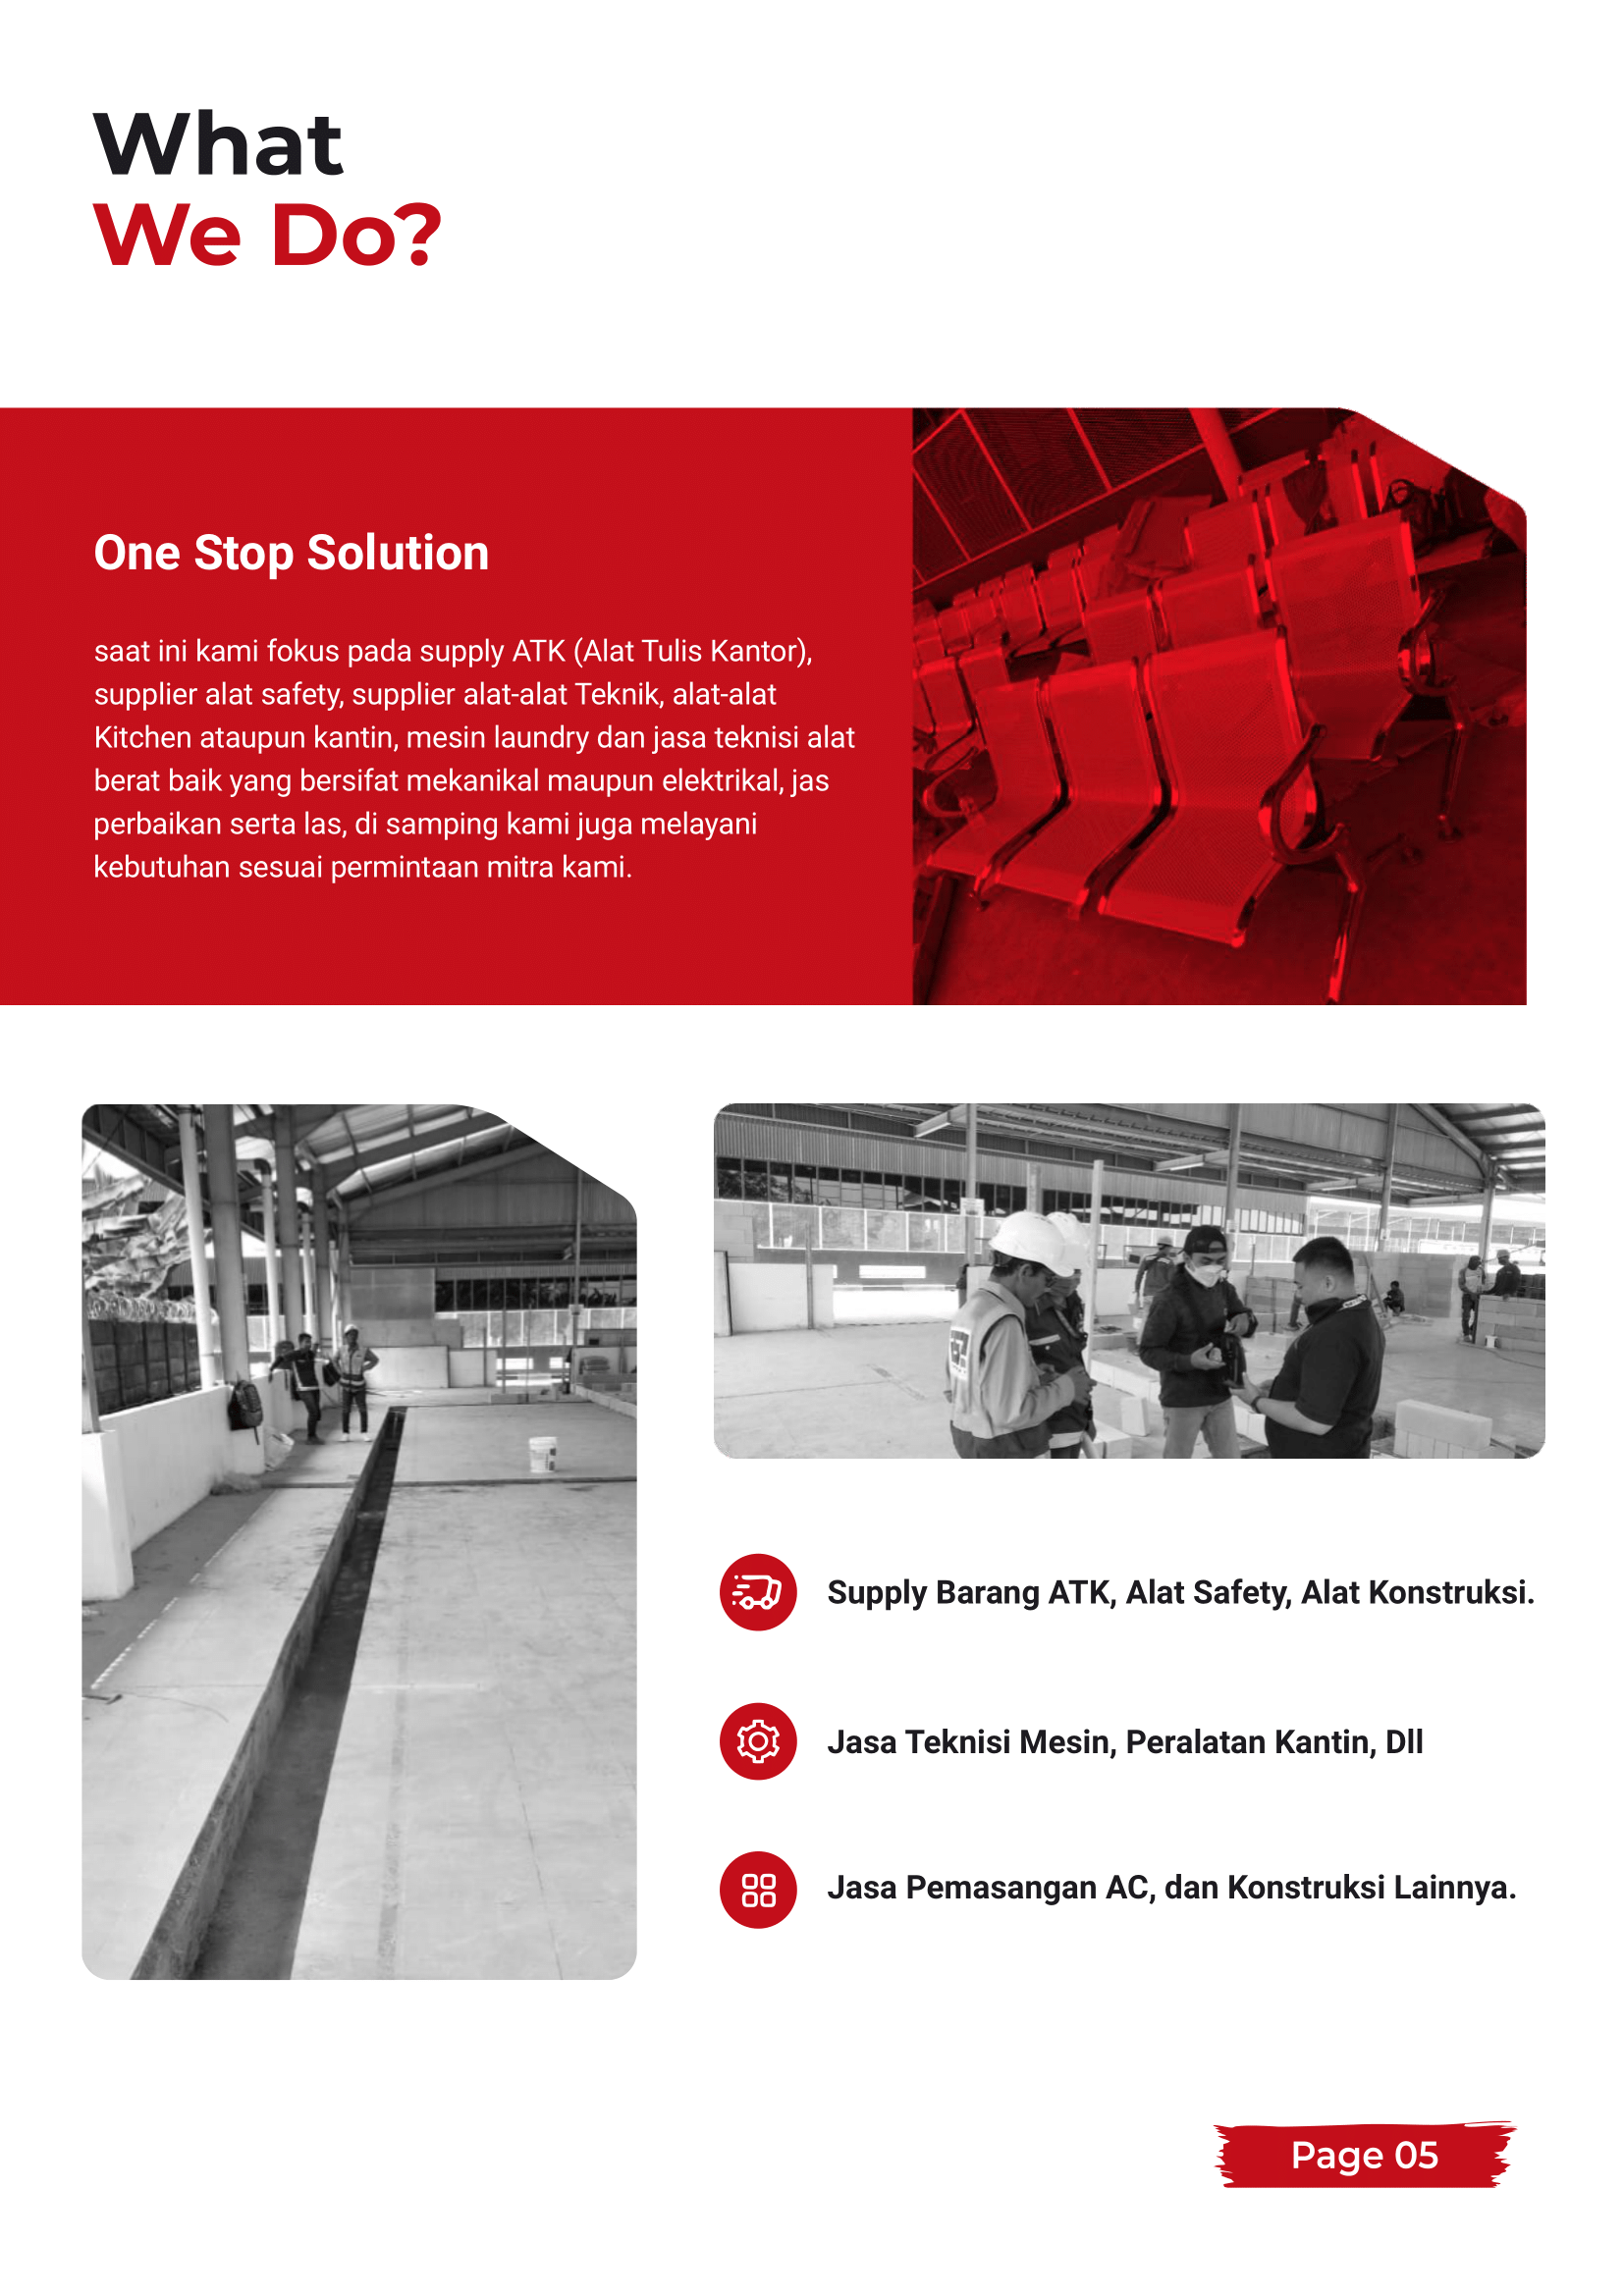 What
We Do?
One Stop Solution
saat ini kami fokus pada supply ATK (Alat Tulis Kantor),
supplier alat safety, supplier alat-alat Teknik, alat-alat
Kitchen ataupun kantin, mesin laundry dan jasa teknisi alat
berat baik yang bersifat mekanikal maupun elektrikal, jas
perbaikan serta las, di samping kami juga melayani
kebutuhan sesuai permintaan mitra kami.
Supply Barang ATK, Alat Safety, Alat Konstruksi.
Jasa Teknisi Mesin, Peralatan Kantin, Dll
Jasa Pemasangan AC, dan Konstruksi Lainnya.
Page 05